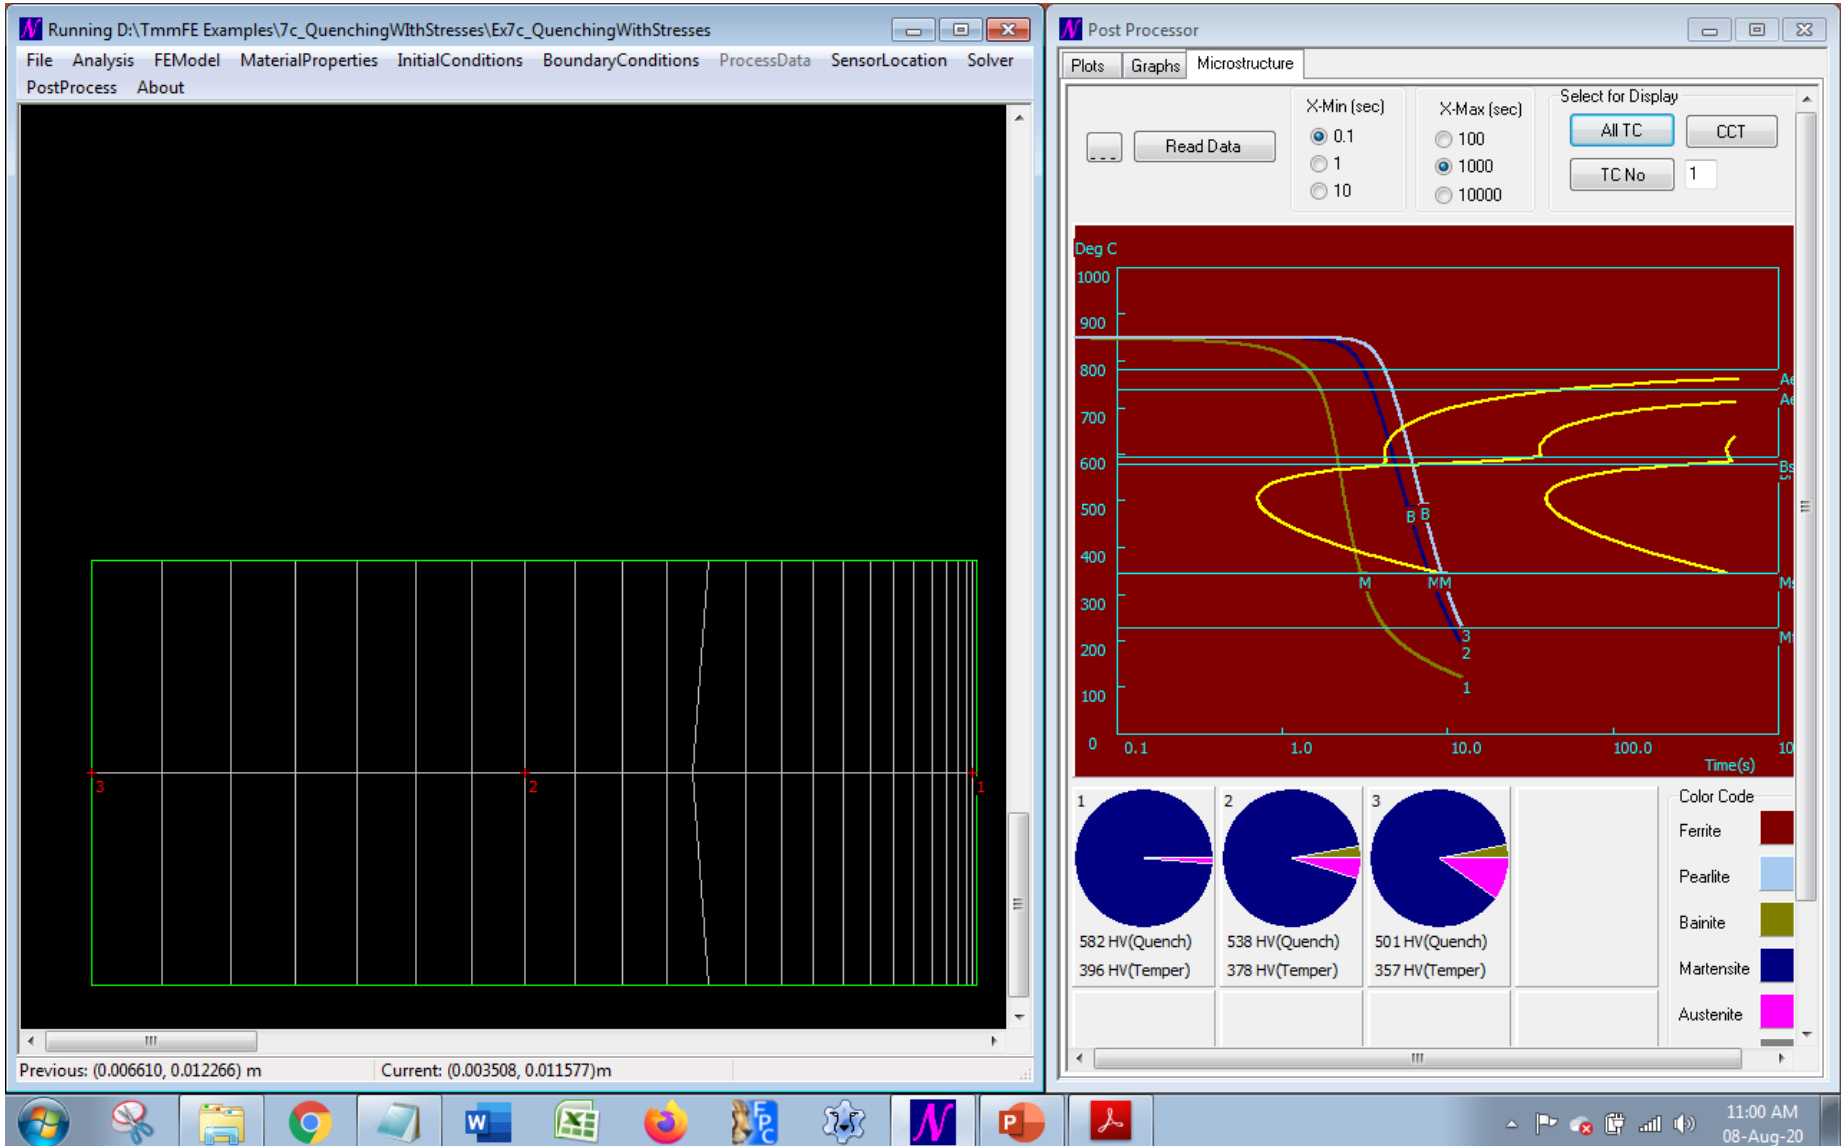 Running D:\TmmFE Examples\7c_QuenchingWIthStresses\Ex7c_QuenchingWithStresses
File Analysis FEModel MaterialProperties InitialConditions BoundaryConditions ProcessData SensorLocation Solver
PostProcess About
3
2
1
Previous: (0.006610, 0.012266) m
Current: (0.003508, 0.011577)m
Post Processor
Plots Graphs Microstructure
X-Min (sec)
0.1
1
10
X-Max (sec)
100
1000
10000
Select for Display
All TC CCT
TC No 1
...
Read Data
Deg C
1000
900
800
700
600
500
400
300
200
100
0
Ae
Ae
Bs
Ms
Mf
B B
M MM
3
2
1
0.1 1.0 10.0 100.0 10
Time(s)
1
582 HV(Quench)
396 HV(Temper)
2
538 HV(Quench)
378 HV(Temper)
3
501 HV(Quench)
357 HV(Temper)
Color Code
Ferrite
Pearlite
Bainite
Martensite
Austenite
W
N
FPC
P
11:00 AM
08-Aug-20